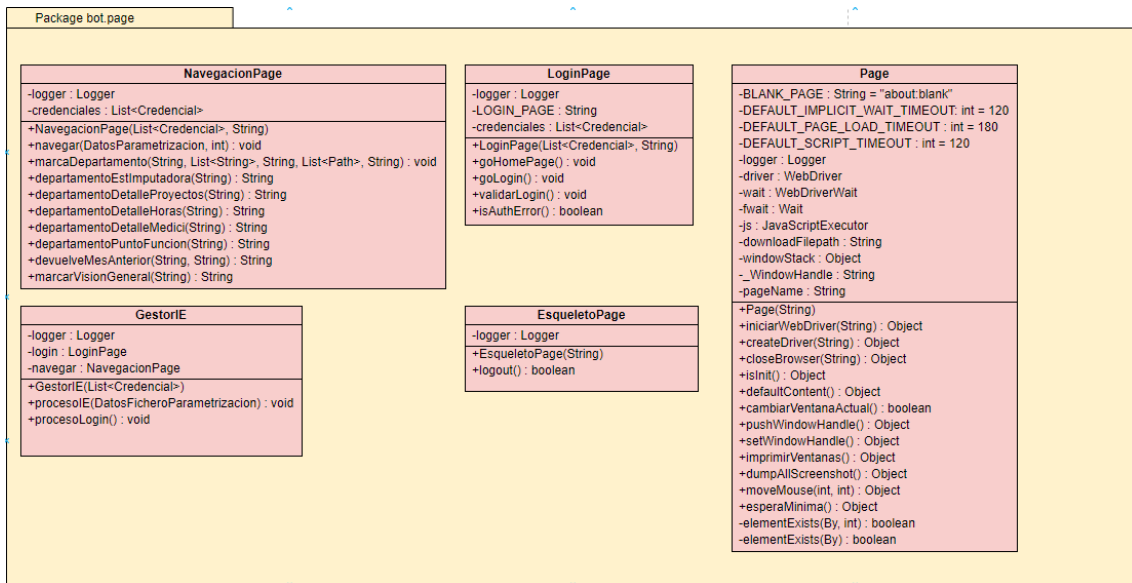 Package bot.page
NavegacionPage
-logger : Logger
-credenciales : List<Credencial>
+NavegacionPage(List<Credencial>, String)
+navegar(DatosParametrizacion, int) : void
+marcaDepartamento(String, List<String>, String, List<Path>, String) : void
+departamentoEstImputadora(String) : String
+departamentoDetalleProyectos(String) : String
+departamentoDetalleHoras(String) : String
+departamentoDetalleMedici(String) : String
+departamentoPuntoFuncion(String) : String
+devuelveMesAnterior(String, String) : String
+marcarVisionGeneral(String) : String
LoginPage
-logger : Logger
-LOGIN_PAGE : String
-credenciales : List<Credencial>
+LoginPage(List<Credencial>, String)
+goHomePage() : void
+goLogin() : void
+validarLogin() : void
+isAuthError() : boolean
Page
-BLANK_PAGE : String = "about:blank"
-DEFAULT_IMPLICIT_WAIT_TIMEOUT: int = 120
-DEFAULT_PAGE_LOAD_TIMEOUT : int = 180
-DEFAULT_SCRIPT_TIMEOUT : int = 120
-logger : Logger
-driver : WebDriver
-wait : WebDriverWait
-fwait : Wait
-js : JavaScriptExecutor
-downloadFilepath : String
-windowStack : Object
-_WindowHandle : String
-pageName : String
+Page(String)
+iniciarWebDriver(String) : Object
+createDriver(String) : Object
+closeBrowser(String) : Object
+isInit() : Object
+defaultContent() : Object
+cambiarVentanaActual() : boolean
+pushWindowHandle() : Object
+setWindowHandle() : Object
+imprimirVentanas() : Object
+dumpAllScreenshot() : Object
+moveMouse(int, int) : Object
+esperaMinima() : Object
-elementExists(By, int) : boolean
-elementExists(By) : boolean
GestorIE
-logger : Logger
-login : LoginPage
-navegar : NavegacionPage
+GestorIE(List<Credencial>)
+procesoIE(DatosFicheroParametrizacion) : void
+procesoLogin() : void
EsqueletoPage
-logger : Logger
+EsqueletoPage(String)
+logout() : boolean